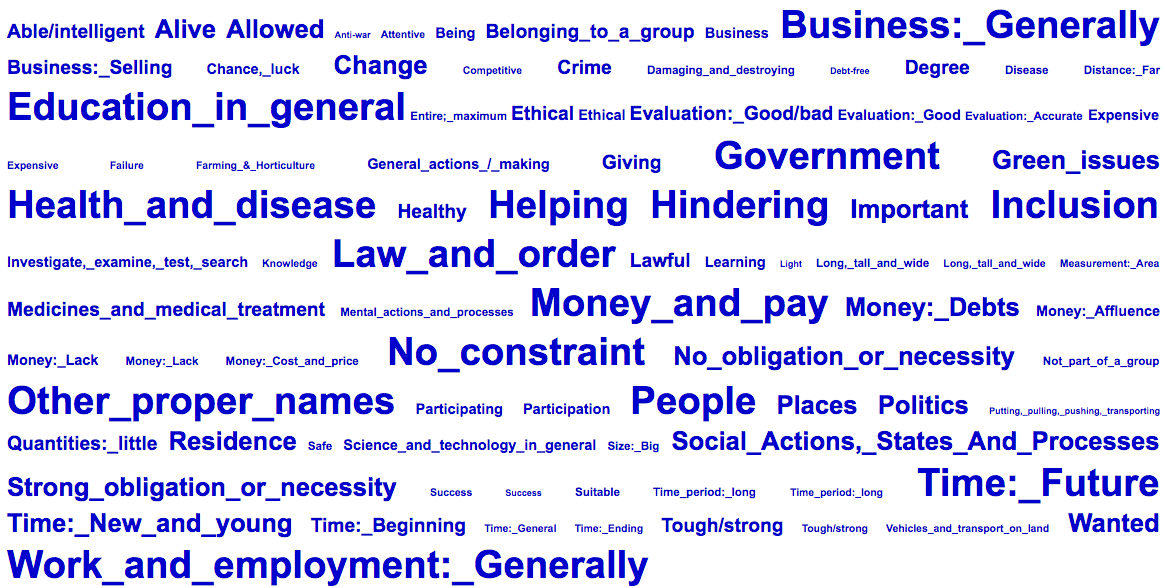 Able/intelligent Alive Allowed Anti-war Attentive Being Belonging_to_a_group Business Business:_Generally
Business:_Selling Chance,_luck Change Competitive Crime Damaging_and_destroying Debt-free Degree Disease Distance:_Far
Education_in_general Entire;_maximum Ethical Ethical Evaluation:_Good/bad Evaluation:_Good Evaluation:_Accurate Expensive
Expensive Failure Farming_&_Horticulture General_actions_/_making Giving Government Green_issues
Health_and_disease Healthy Helping Hindering Important Inclusion
Investigate,_examine,_test,_search Knowledge Law_and_order Lawful Learning Light Long,_tall_and_wide Long,_tall_and_wide Measurement:_Area
Medicines_and_medical_treatment Mental_actions_and_processes Money_and_pay Money:_Debts Money:_Affluence
Money:_Lack Money:_Lack Money:_Cost_and_price No_constraint No_obligation_or_necessity Not_part_of_a_group
Other_proper_names Participating Participation People Places Politics Putting,_pulling,_pushing,_transporting
Quantities:_little Residence Safe Science_and_technology_in_general Size:_Big Social_Actions,_States_And_Processes
Strong_obligation_or_necessity Success Success Suitable Time_period:_long Time_period:_long Time:_Future
Time:_New_and_young Time:_Beginning Time:_General Time:_Ending Tough/strong Tough/strong Vehicles_and_transport_on_land Wanted
Work_and_employment:_Generally